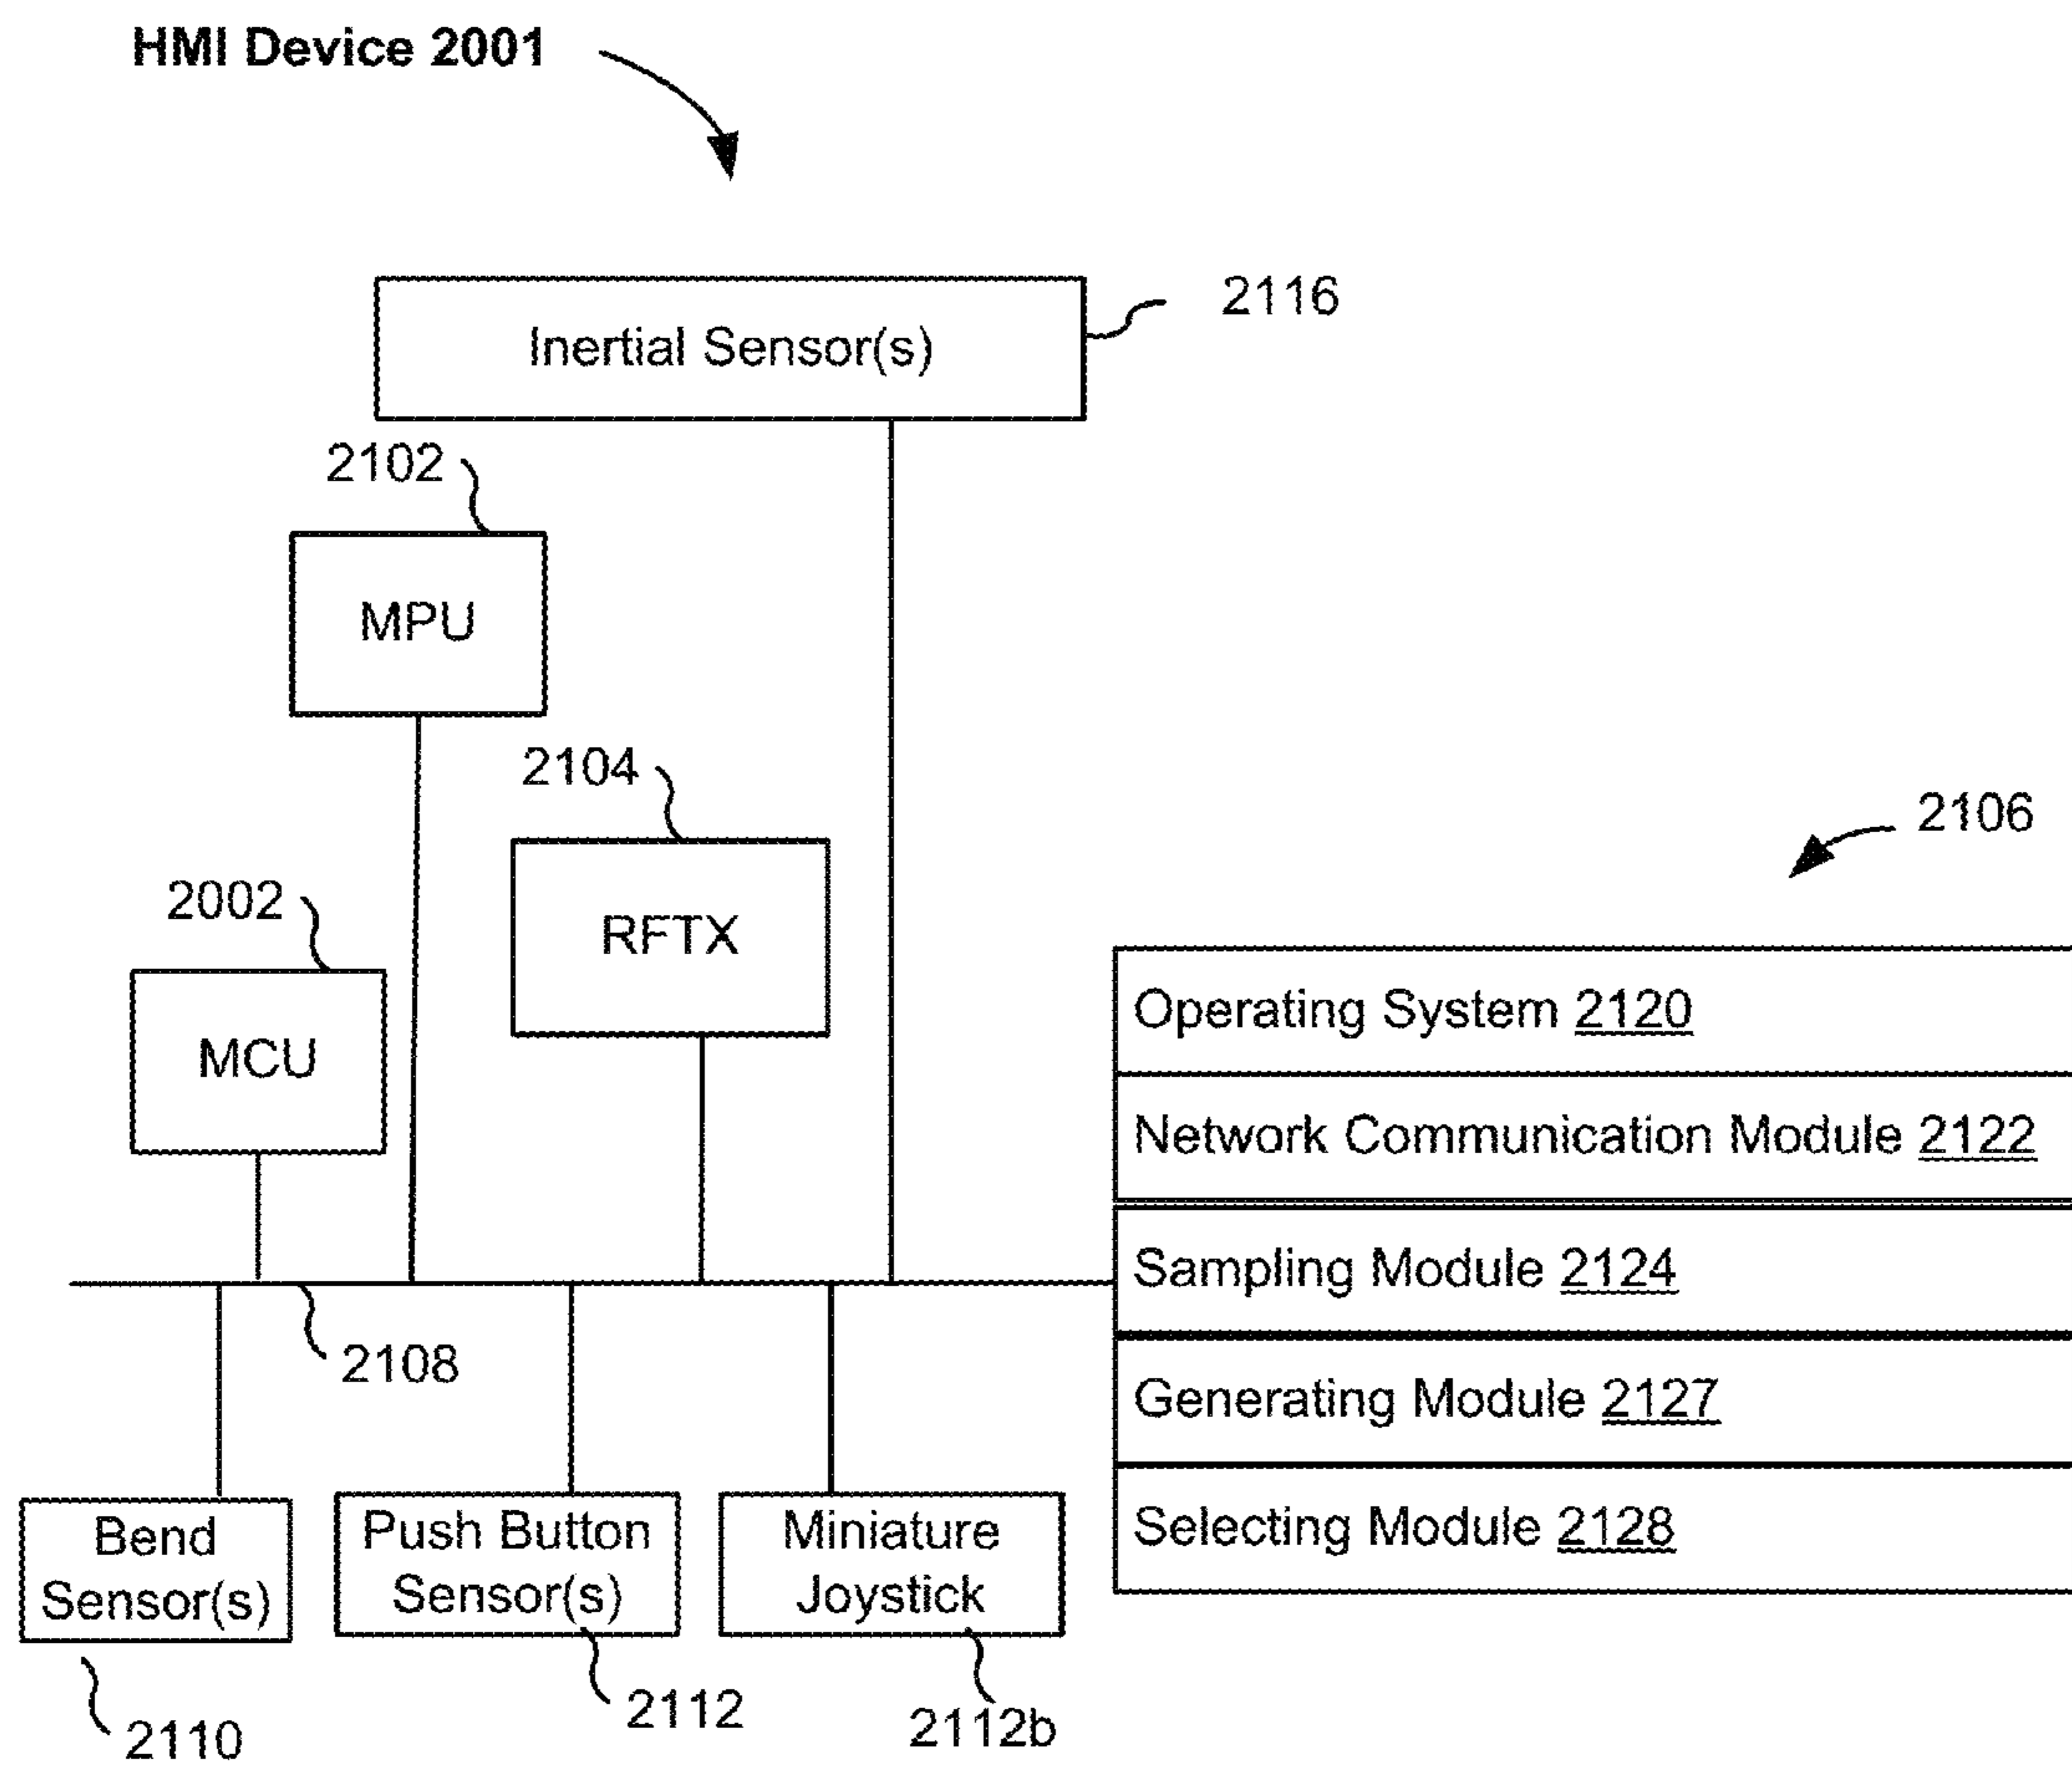 HMI Device 2001
2116
Inertial Sensor(s)
2102
MPU
2104
2106
2002
RFTX
MCU
Operating System 2120
Network Communication Module 2122
Sampling Module 2124
2108
Generating Module 2127
Selecting Module 2128
Bend
Sensor(s)
Push Button
Sensor(s)
Miniature
Joystick
2110
2112
2112b